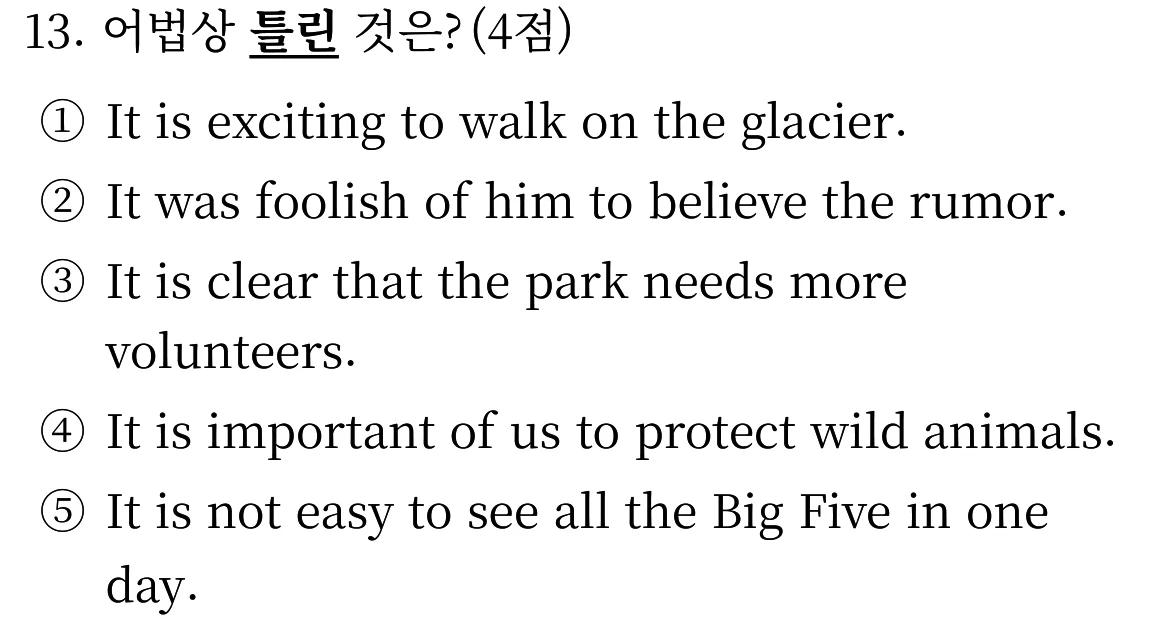 13. 어법상 틀린 것은?(4점)
① It is exciting to walk on the glacier.
② It was foolish of him to believe the rumor.
③ It is clear that the park needs more
volunteers.
④ It is important of us to protect wild animals.
⑤ It is not easy to see all the Big Five in one
day.